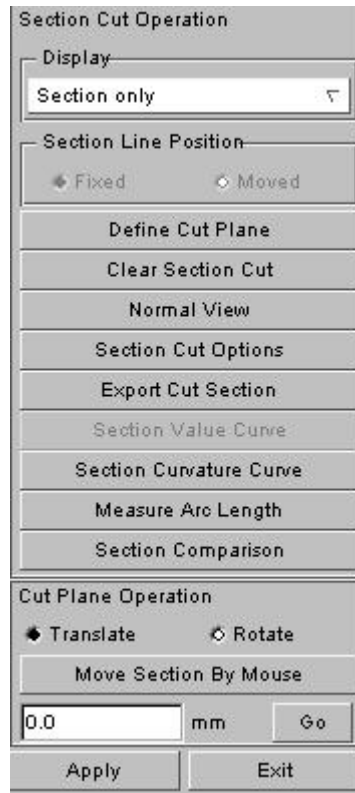 Section Cut Operation
Display
Section only
Section Line Position
Fixed Moved
Define Cut Plane
Clear Section Cut
Normal View
Section Cut Options
Export Cut Section
Section Value Curve
Section Curvature Curve
Measure Arc Length
Section Comparison
Cut Plane Operation
Translate Rotate
Move Section By Mouse
0.0 mm Go
Apply Exit